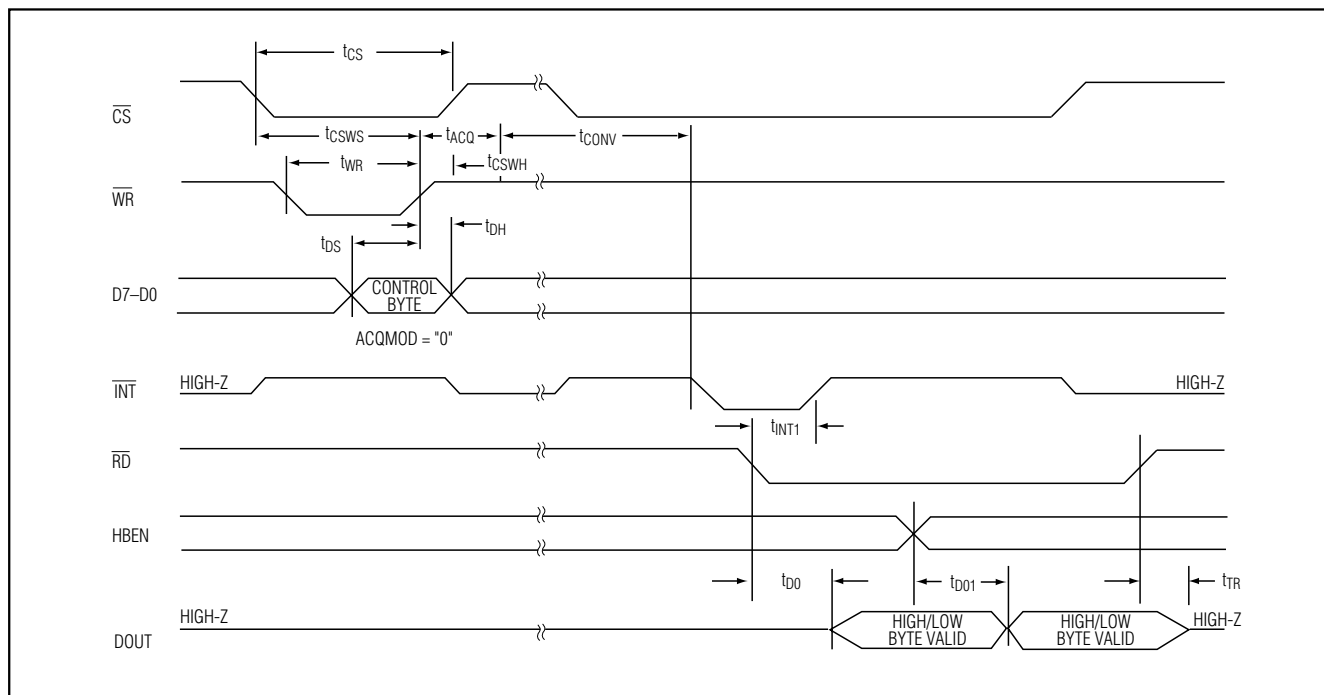 tCS
CS
tCSWS
tACQ
tCONV
tWR
tCSWH
WR
tDH
tDS
D7–D0
CONTROL
BYTE
ACQMOD = "0"
INT
HIGH-Z
HIGH-Z
tINT1
RD
HBEN
tD0
tD01
tTR
HIGH-Z
HIGH/LOW
BYTE VALID
HIGH/LOW
BYTE VALID
HIGH-Z
DOUT